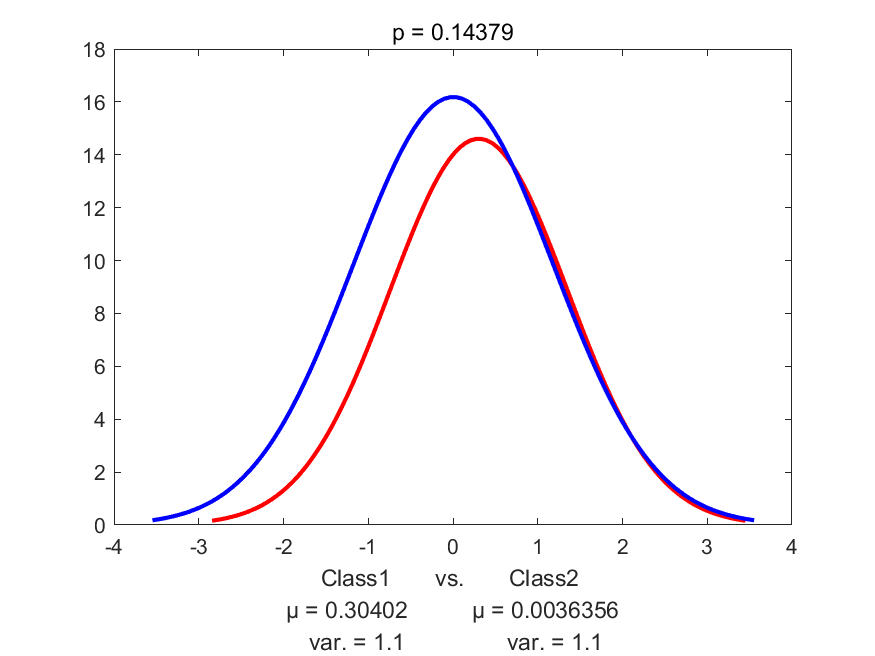 p = 0.14379
18
16
14
12
10
8
6
4
2
0
-4 -3 -2 -1 0 1 2 3 4
Class1 vs. Class2
μ = 0.30402 μ = 0.0036356
var. = 1.1 var. = 1.1